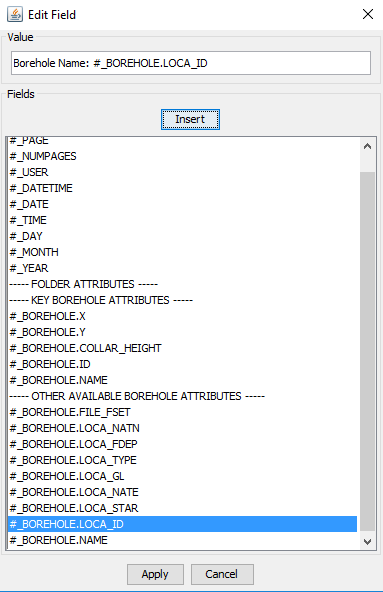 Edit Field
Value
Borehole Name: #_BOREHOLE.LOCA_ID
Fields
Insert
#_PAGE
#_NUMPAGES
#_USER
#_DATETIME
#_DATE
#_TIME
#_DAY
#_MONTH
#_YEAR
----- FOLDER ATTRIBUTES -----
----- KEY BOREHOLE ATTRIBUTES -----
#_BOREHOLE.X
#_BOREHOLE.Y
#_BOREHOLE.COLLAR_HEIGHT
#_BOREHOLE.ID
#_BOREHOLE.NAME
----- OTHER AVAILABLE BOREHOLE ATTRIBUTES -----
#_BOREHOLE.FILE_FSET
#_BOREHOLE.LOCA_NATN
#_BOREHOLE.LOCA_FDEP
#_BOREHOLE.LOCA_TYPE
#_BOREHOLE.LOCA_GL
#_BOREHOLE.LOCA_NATE
#_BOREHOLE.LOCA_STAR
#_BOREHOLE.LOCA_ID
#_BOREHOLE.NAME
Apply Cancel